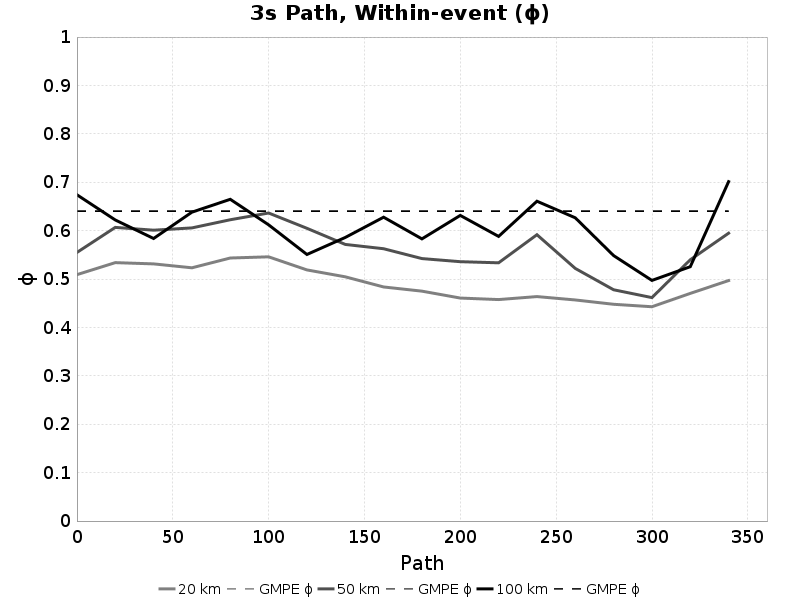 3s Path, Within-event (ϕ)
1
0.9
0.8
0.7
0.6
0.5
0.4
0.3
0.2
0.1
0
ϕ
0 50 100 150 200 250 300 350
Path
20 km GMPE ϕ 50 km GMPE ϕ 100 km GMPE ϕ